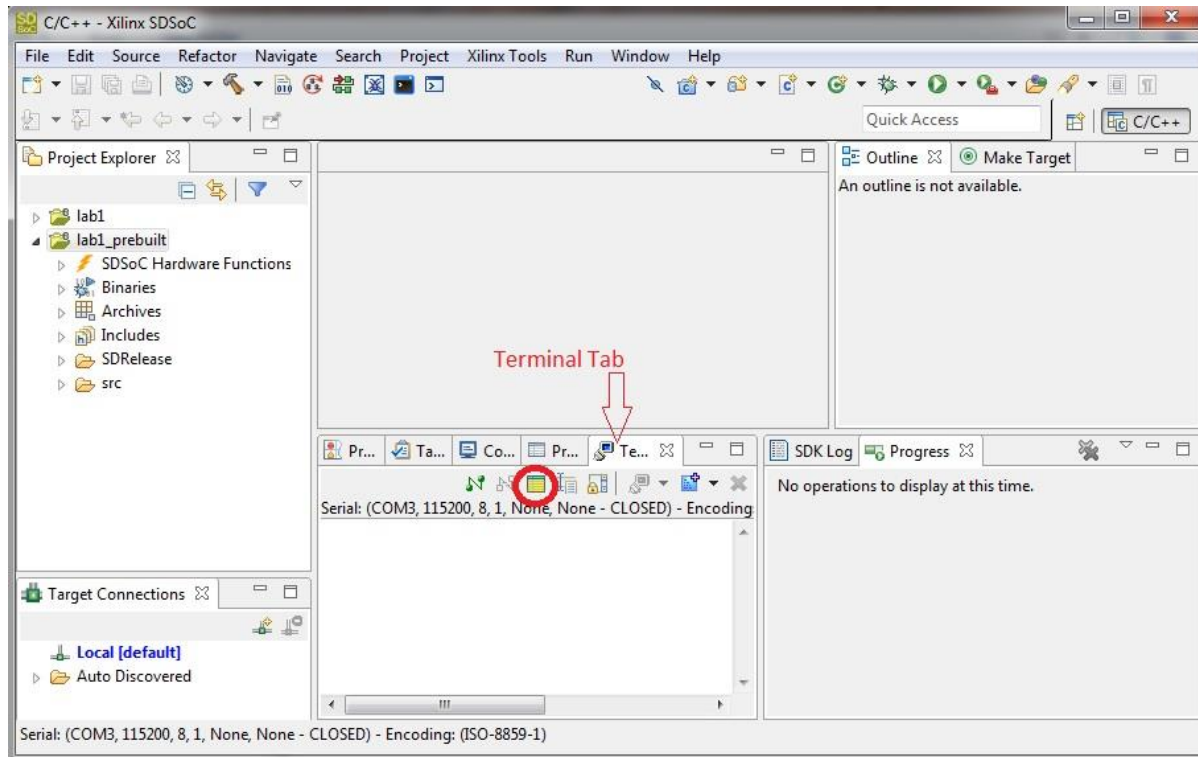 C/C++ - Xilinx SDSoC
File Edit Source Refactor Navigate Search Project Xilinx Tools Run Window Help
Quick Access
C/C++
Project Explorer
Outline
Make Target
An outline is not available.
lab1
lab1_prebuilt
SDSoC Hardware Functions
Binaries
Archives
Includes
SDRelease
src
Terminal Tab
Pr... Ta... Co... Pr... Te...
SDK Log Progress
Serial: (COM3, 115200, 8, 1, None, None - CLOSED) - Encoding:
No operations to display at this time.
Target Connections
Local [default]
Auto Discovered
Serial: (COM3, 115200, 8, 1, None, None - CLOSED) - Encoding: (ISO-8859-1)